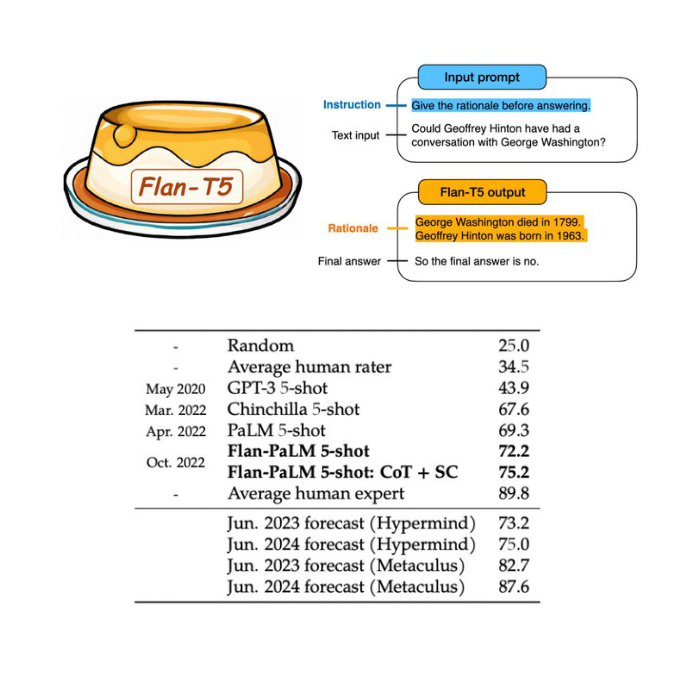 Flan-T5
Input prompt
Instruction
Give the rationale before answering.
Text input
Could Geoffrey Hinton have had a
conversation with George Washington?
Flan-T5 output
Rationale
George Washington died in 1799.
Geoffrey Hinton was born in 1963.
Final answer
So the final answer is no.
- Random 25.0
- Average human rater 34.5
May 2020 GPT-3 5-shot 43.9
Mar. 2022 Chinchilla 5-shot 67.6
Apr. 2022 PaLM 5-shot 69.3
Oct. 2022
Flan-PaLM 5-shot 72.2
Flan-PaLM 5-shot: CoT + SC 75.2
- Average human expert 89.8
Jun. 2023 forecast (Hypermind) 73.2
Jun. 2024 forecast (Hypermind) 75.0
Jun. 2023 forecast (Metaculus) 82.7
Jun. 2024 forecast (Metaculus) 87.6